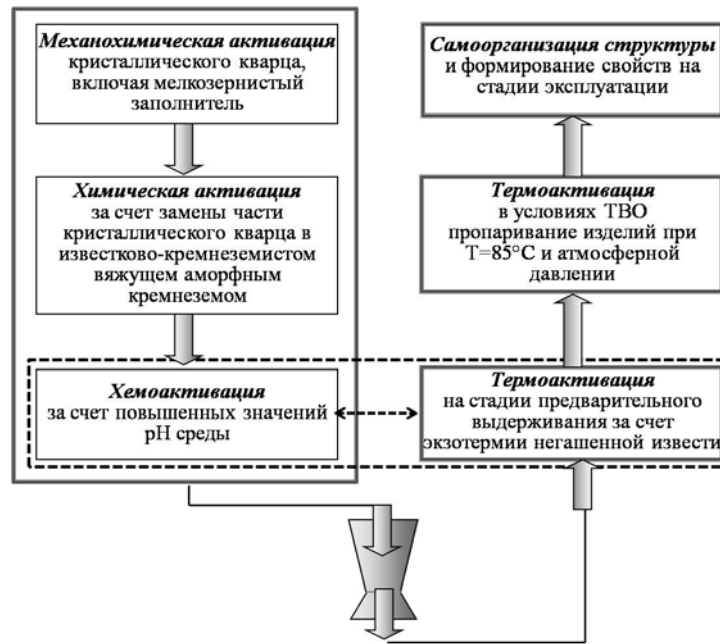 Механохимическая активация
кристаллического кварца,
включая мелкозернистый
заполнитель
Химическая активация
за счет замены части
кристаллического кварца в
известково-кремнеземистом
вяжущем аморфным
кремнеземом
Хемоактивация
за счет повышенных значений
pH среды
Самоорганизация структуры
и формирование свойств на
стадии эксплуатации
Термоактивация
в условиях ТВО
пропаривание изделий при
Т=85°С и атмосферной
давлении
Термоактивация
на стадии предварительного
выдерживания за счет
экзотермии негашенной извести